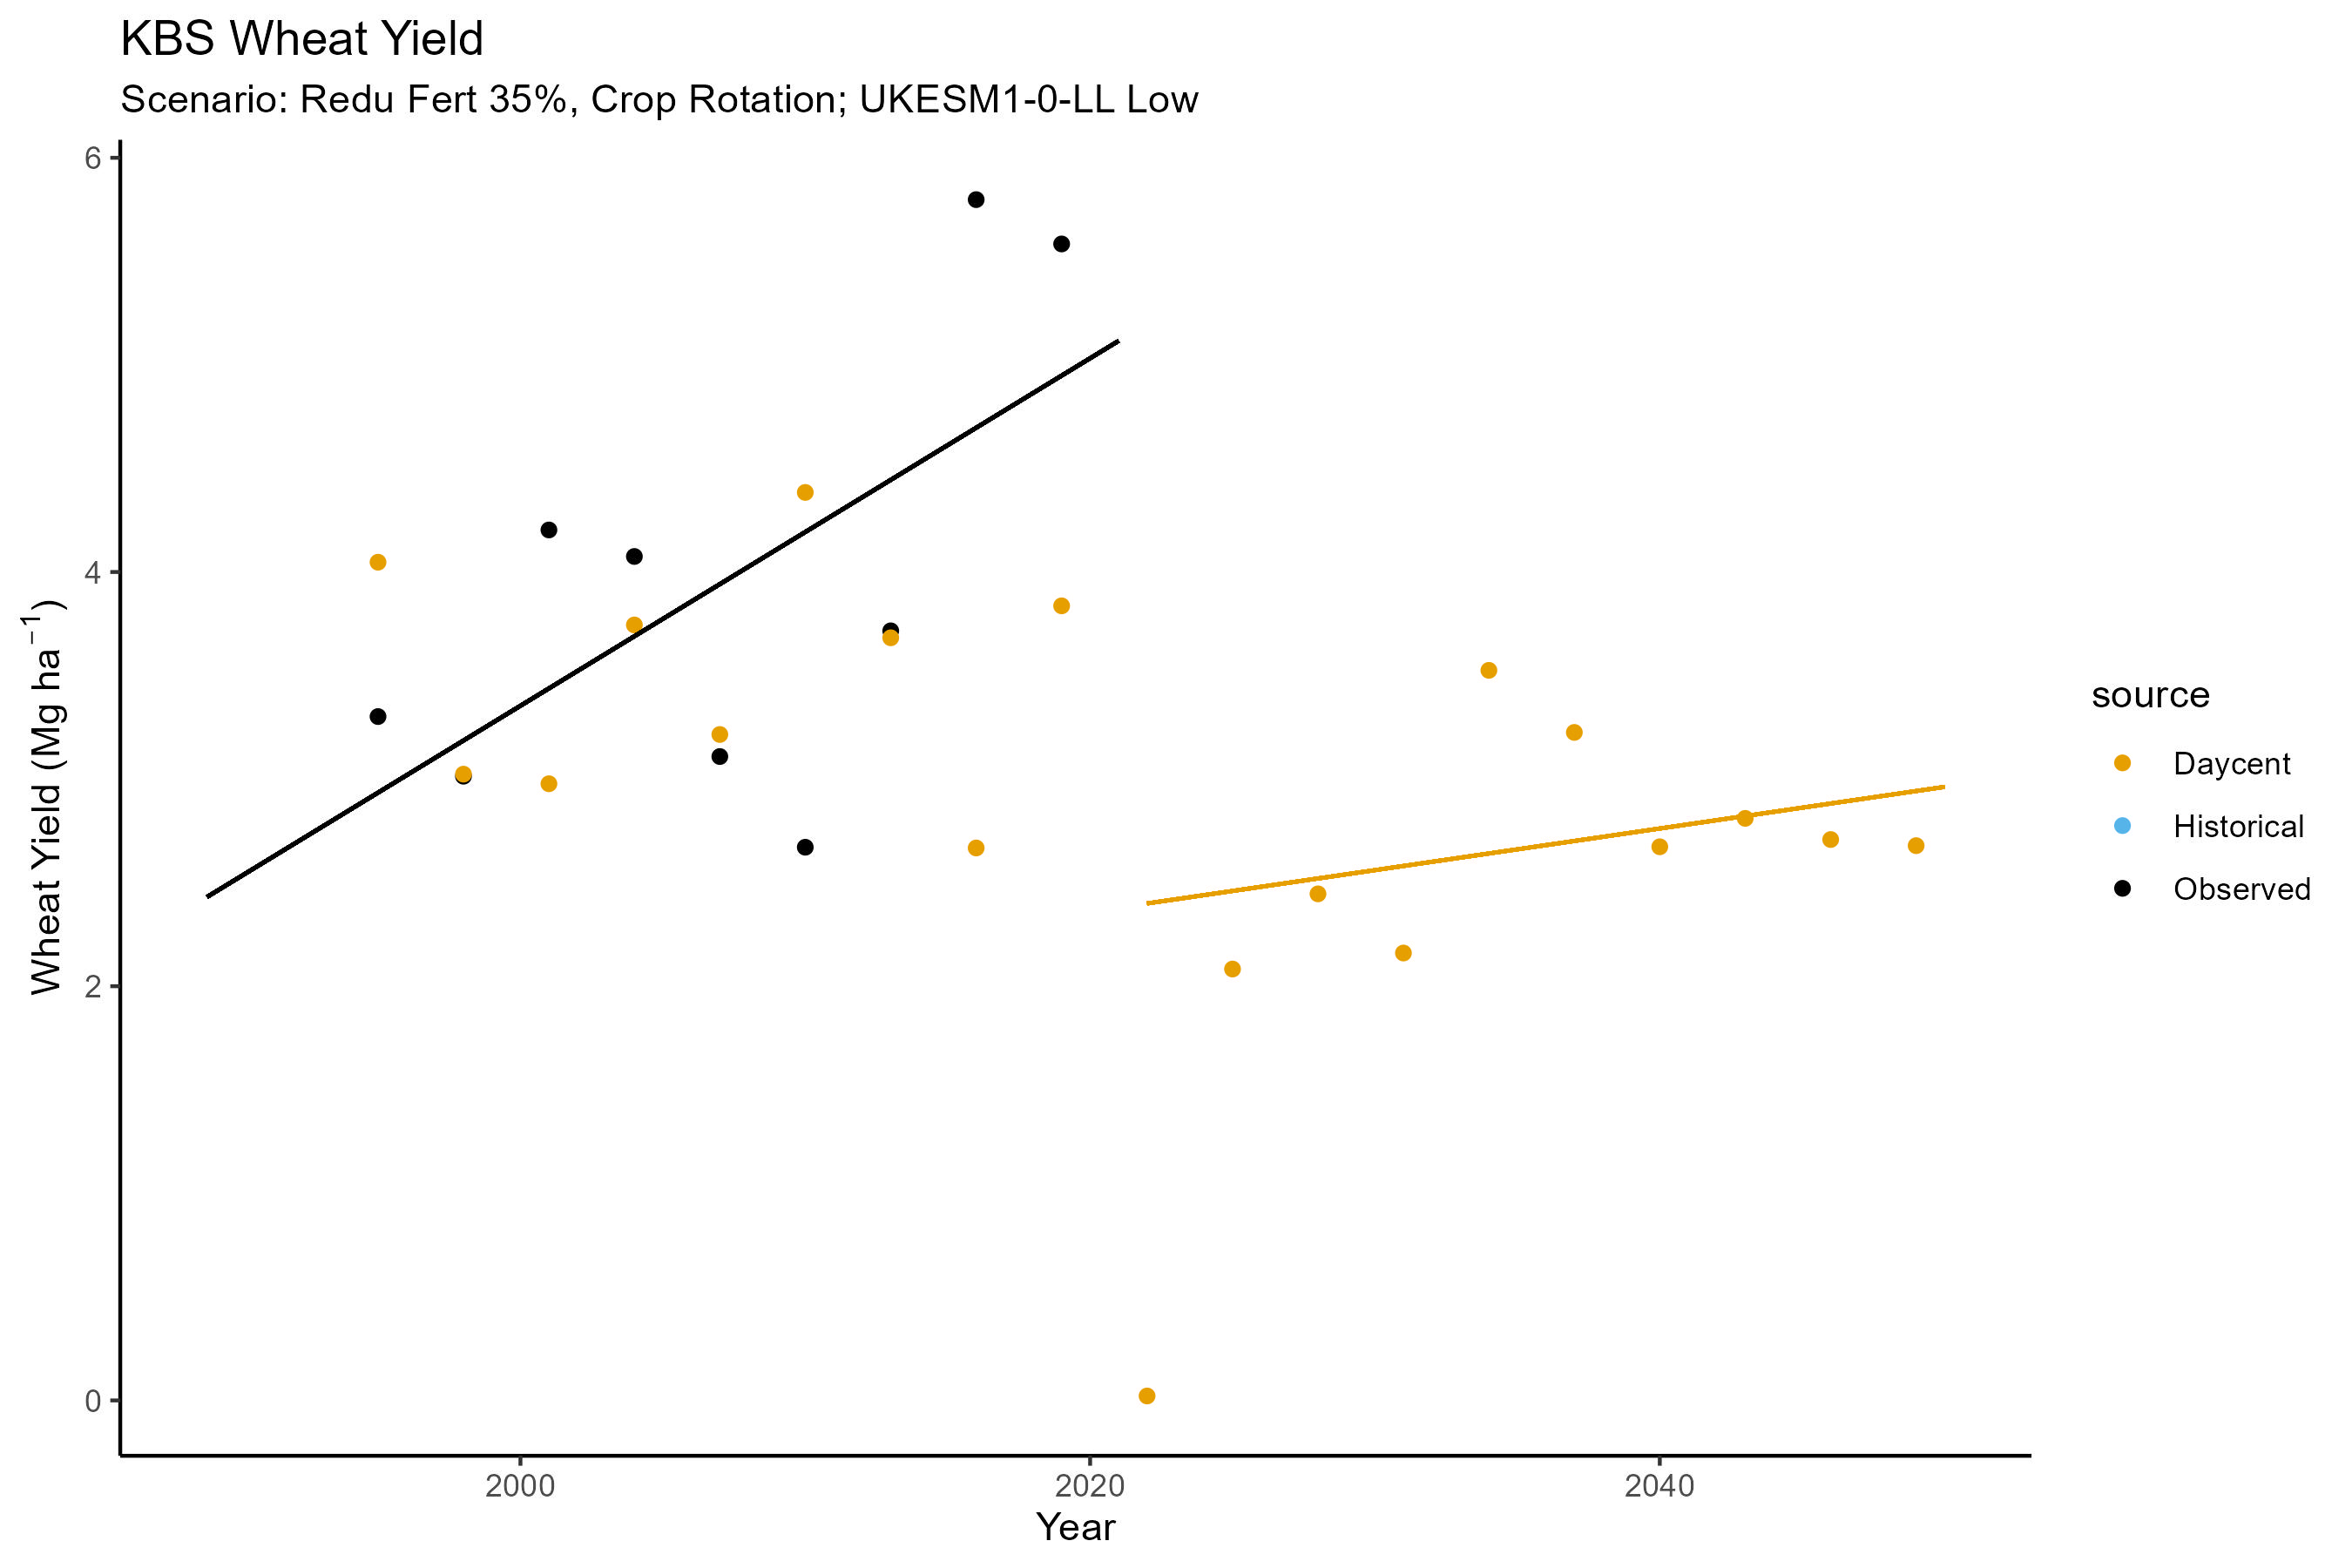 KBS Wheat Yield
Scenario: Redu Fert 35%, Crop Rotation; UKESM1-0-LL Low
6
4
2
0
Wheat Yield (Mg ha⁻¹)
2000
2020
2040
Year
source
Daycent
Historical
Observed